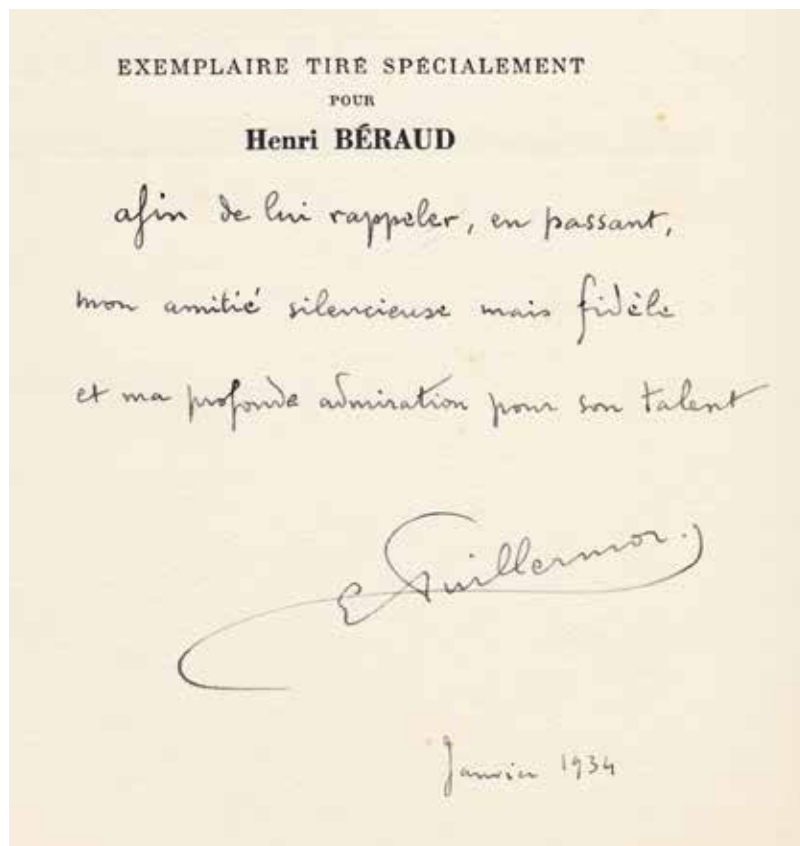 EXEMPLAIRE TIRÉ SPÉCIALEMENT
POUR
Henri BÉRAUD
afin de lui rappeler, en passant,
mon amitié silencieuse mais fidèle
et ma profonde admiration pour son talent
E Guillermor.
Janvier 1934